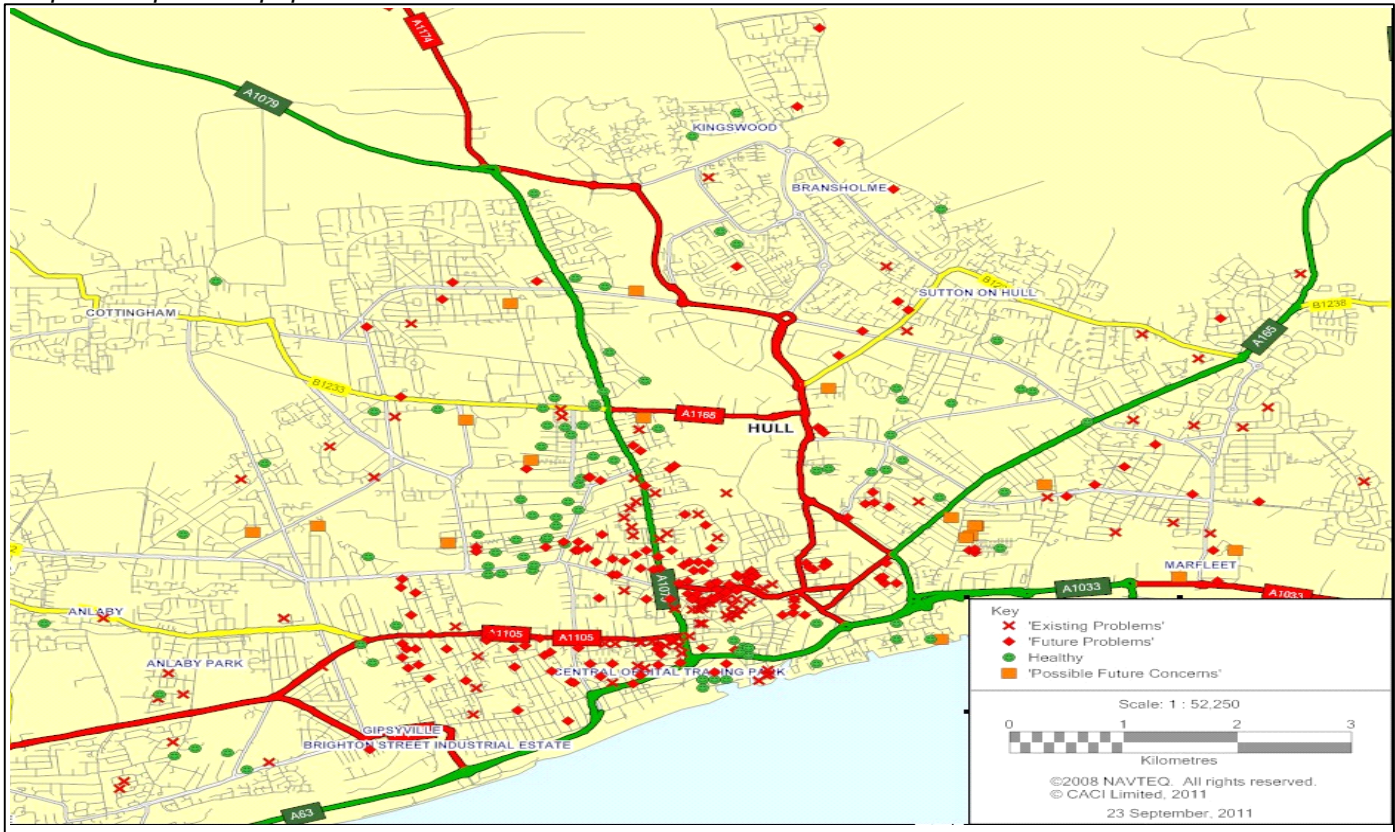 A1174
A1079
KINGSWOOD
BRANSHOLME
SUTTON ON HULL
COTTINGHAM
B1238
A165
B1233
A1165
HULL
MARFLEET
A1033
A1033
ANLABY
A1105
A1105
ANLABY PARK
CENTRAL ORBITAL TRADING PARK
GIPSYVILLE
BRIGHTON STREET INDUSTRIAL ESTATE
A63
Key
'Existing Problems'
'Future Problems'
Healthy
'Possible Future Concerns'
Scale: 1 : 52,250
0 1 2 3
Kilometres
©2008 NAVTEQ. All rights reserved.
© CACI Limited, 2011
23 September, 2011